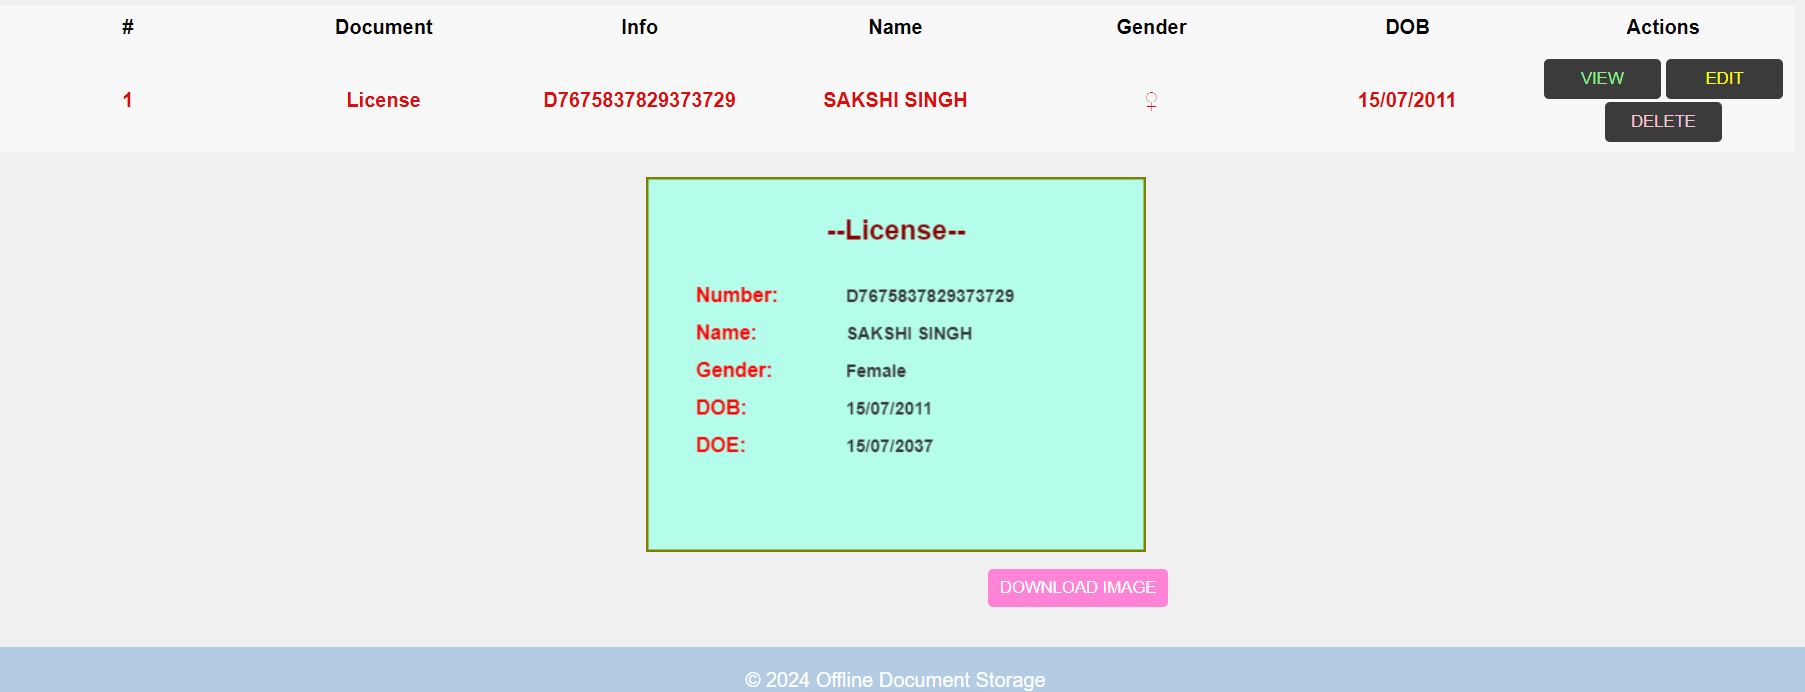 # Document Info Name Gender DOB Actions
1 License D7675837829373729 SAKSHI SINGH ♀ 15/07/2011 VIEW EDIT
DELETE
--License--
Number: D7675837829373729
Name: SAKSHI SINGH
Gender: Female
DOB: 15/07/2011
DOE: 15/07/2037
DOWNLOAD IMAGE
© 2024 Offline Document Storage